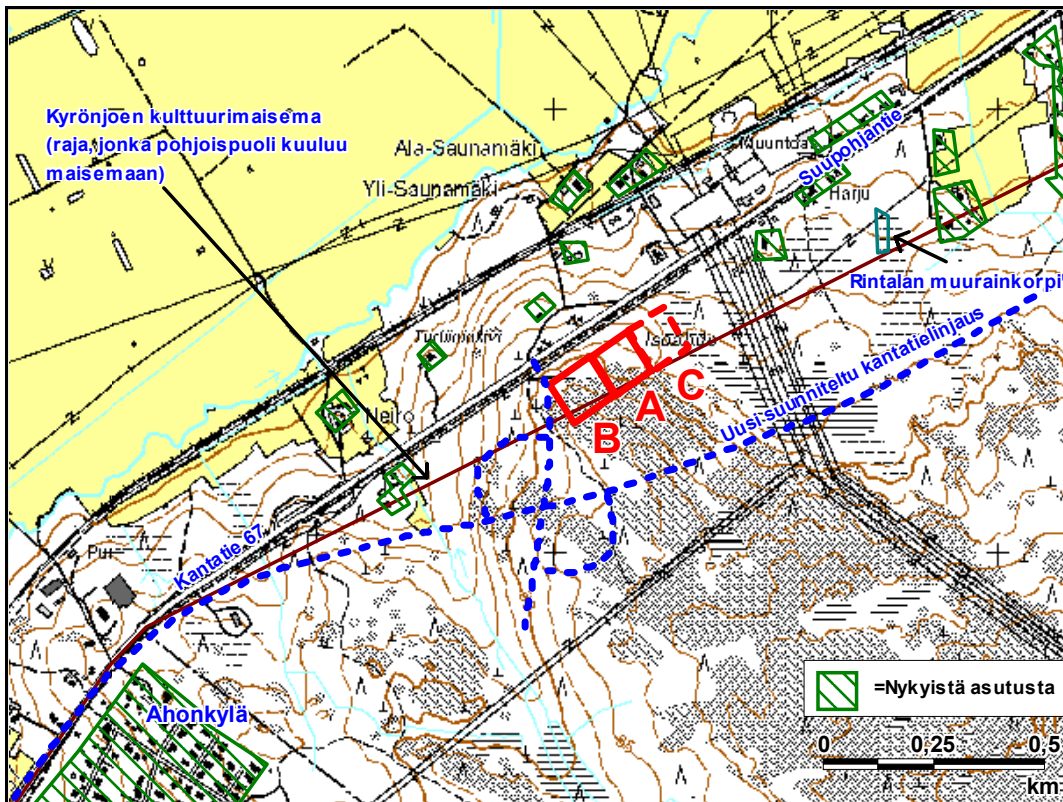 Kyrönjoen kulttuurimaisema
(raja, jonka pohjoispuoli kuuluu
maisemaan)
Ala-Saunamäki
Yli-Saunamäki
Suupohjantie
Harju
Rintalan muurainkorpi
A
B
C
Uusi suunniteltu kantatielinjaus
Neiro
Kantatie 67
Ahonkylä
=Nykyistä asutusta
0 0,25 0,5
km